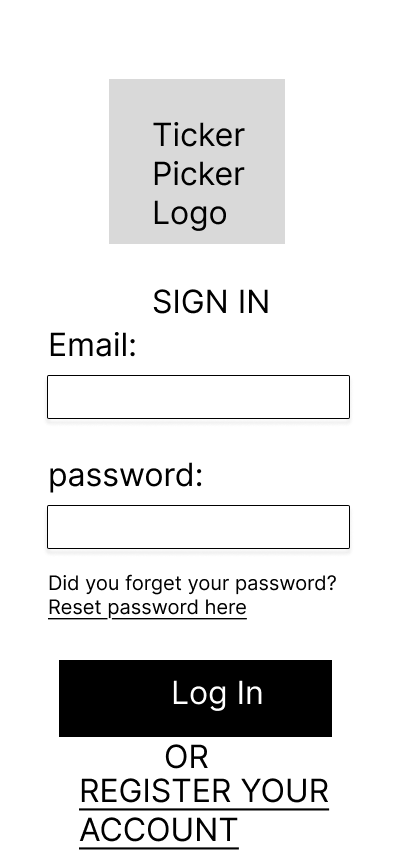 Ticker
Picker
Logo
SIGN IN
Email:
password:
Did you forget your password?
Reset password here
Log In
OR
REGISTER YOUR
ACCOUNT